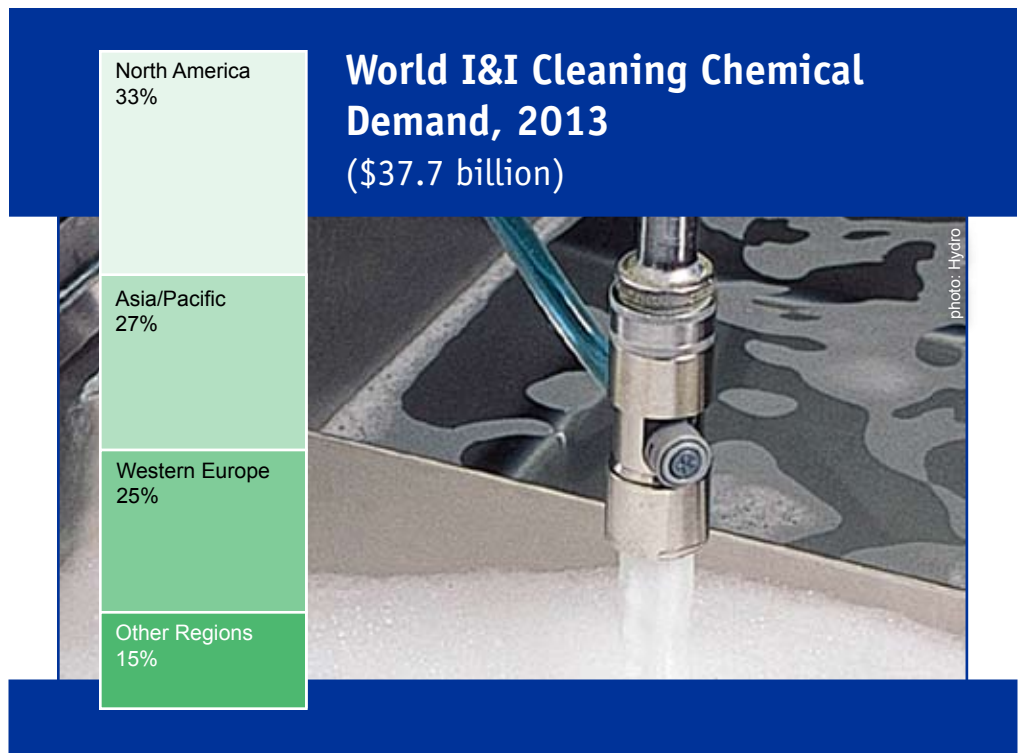 World I&I Cleaning Chemical
Demand, 2013
($37.7 billion)
North America
33%
Asia/Pacific
27%
Western Europe
25%
Other Regions
15%
photo: Hydro